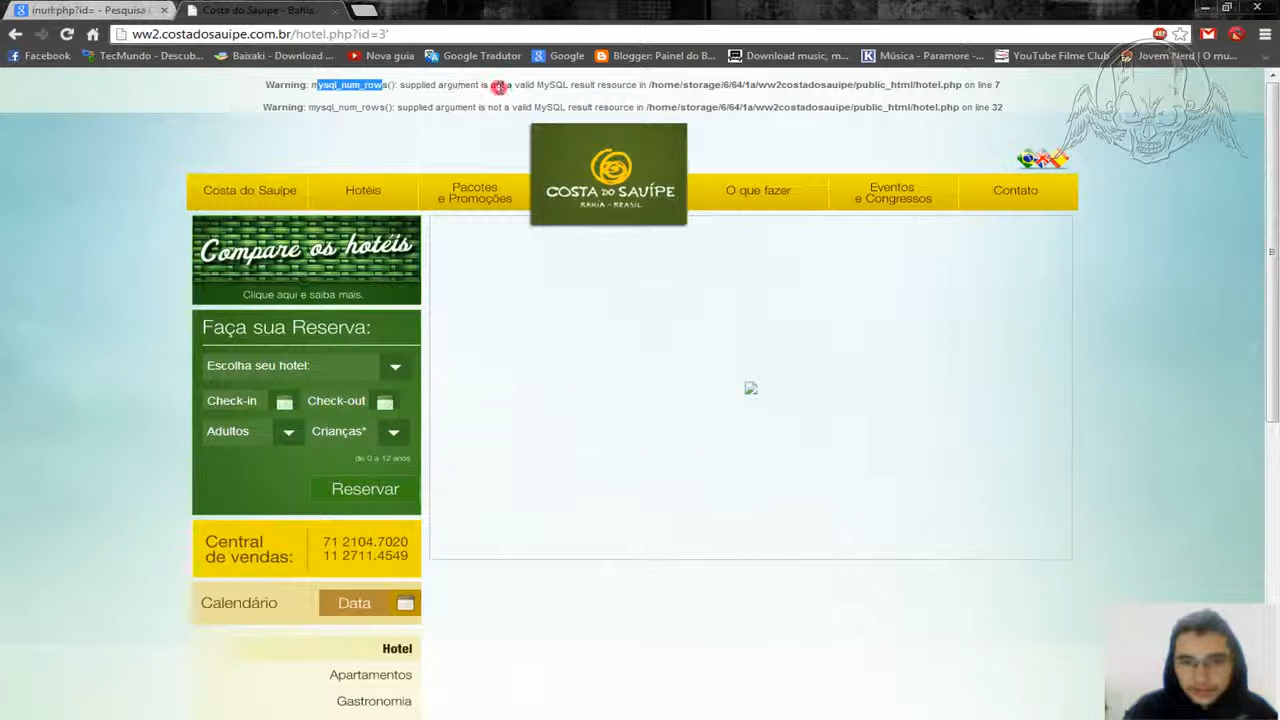 inurl:php?id= - Pesquisa
Costa do Sauípe - Bahia
ww2.costadosauipe.com.br/hotel.php?id=3'
Facebook
TecMundo - Descub...
Baixaki - Download ...
Nova guia
Google Tradutor
Google
Blogger: Painel do B...
Download music, m...
Música - Paramore -...
YouTube Filme Club
Jovem Nerd | O mu...
Warning: mysql_num_rows(): supplied argument is not a valid MySQL result resource in /home/storage/6/64/1a/ww2costadosauipe/public_html/hotel.php on line 7
Warning: mysql_num_rows(): supplied argument is not a valid MySQL result resource in /home/storage/6/64/1a/ww2costadosauipe/public_html/hotel.php on line 32
Costa do Sauípe
Hotéis
Pacotes
e Promoções
COSTA DO SAUÍPE
BAHIA - BRASIL
O que fazer
Eventos
e Congressos
Contato
Compare os hotéis
Clique aqui e saiba mais.
Faça sua Reserva:
Escolha seu hotel:
Check-in
Check-out
Adultos
Crianças*
de 0 a 12 anos
Reservar
Central
de vendas:
71 2104.7020
11 2711.4549
Calendário
Data
Hotel
Apartamentos
Gastronomia